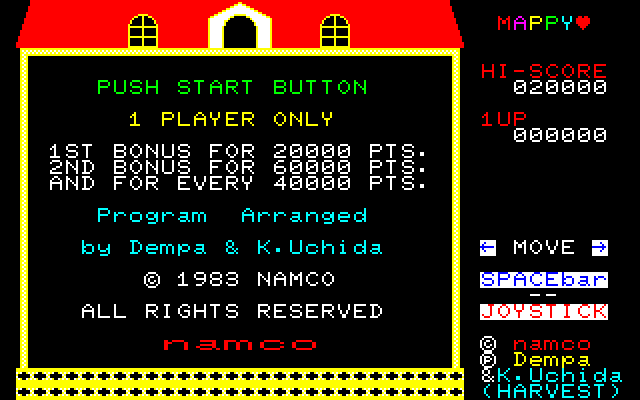 PUSH START BUTTON
1 PLAYER ONLY
1ST BONUS FOR 20000 PTS.
2ND BONUS FOR 60000 PTS.
AND FOR EVERY 40000 PTS.
Program Arranged
by Dempa & K.Uchida
© 1983 NAMCO
ALL RIGHTS RESERVED
namco
MAPPY♥
HI-SCORE
020000
1UP
000000
← MOVE →
SPACEbar
--
JOYSTICK
© namco
℗ Dempa
&K.Uchida
(HARVEST)